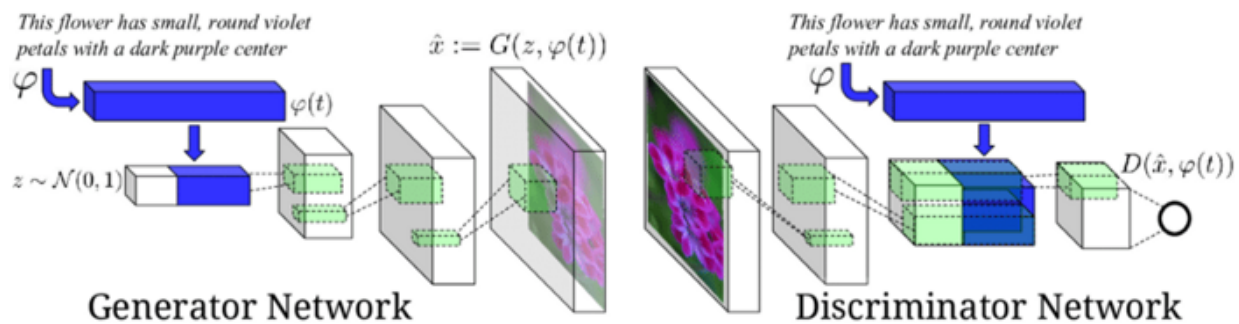 This flower has small, round violet
petals with a dark purple center
φ
φ(t)
z ∼ 𝒩(0, 1)
x̂ := G(z, φ(t))
Generator Network
This flower has small, round violet
petals with a dark purple center
φ
D(x̂, φ(t))
Discriminator Network